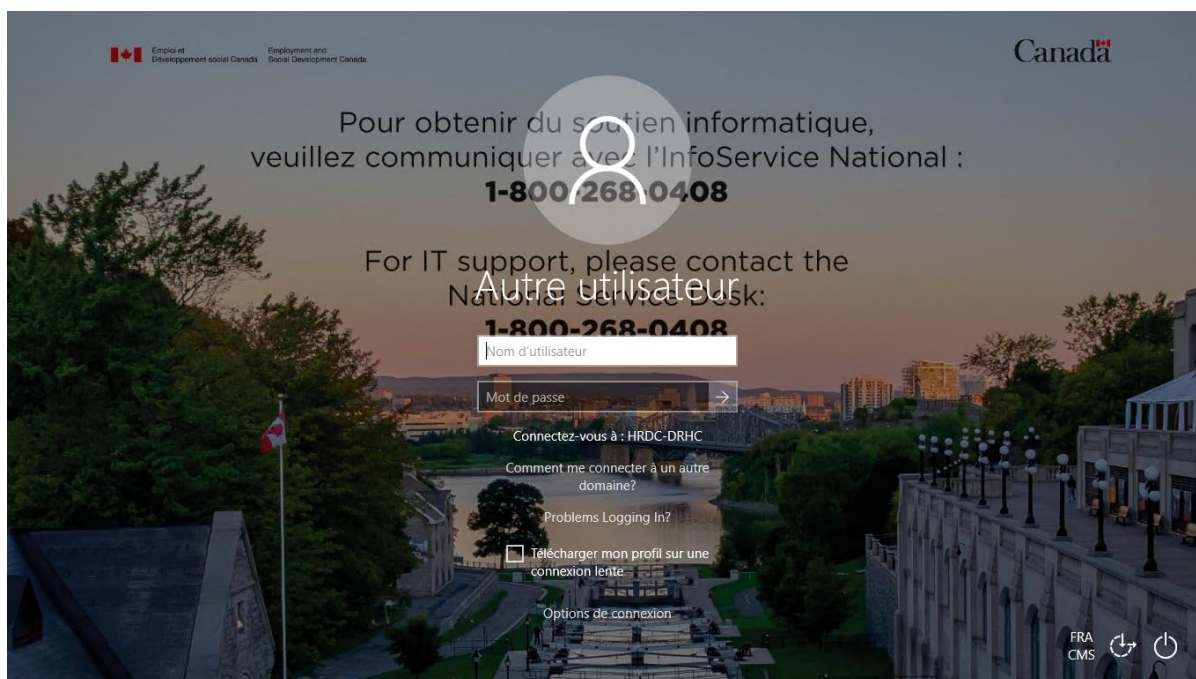 Emploi et
Développement social Canada
Employment and
Social Development Canada
Canada
Pour obtenir du soutien informatique,
veuillez communiquer avec l'InfoService National :
1-800-268-0408
For IT support, please contact the
National Service Desk:
1-800-268-0408
Autre utilisateur
Nom d'utilisateur
Mot de passe
Connectez-vous à : HRDC-DRHC
Comment me connecter à un autre
domaine?
Problems Logging In?
Télécharger mon profil sur une
connexion lente
Options de connexion
FRA
CMS